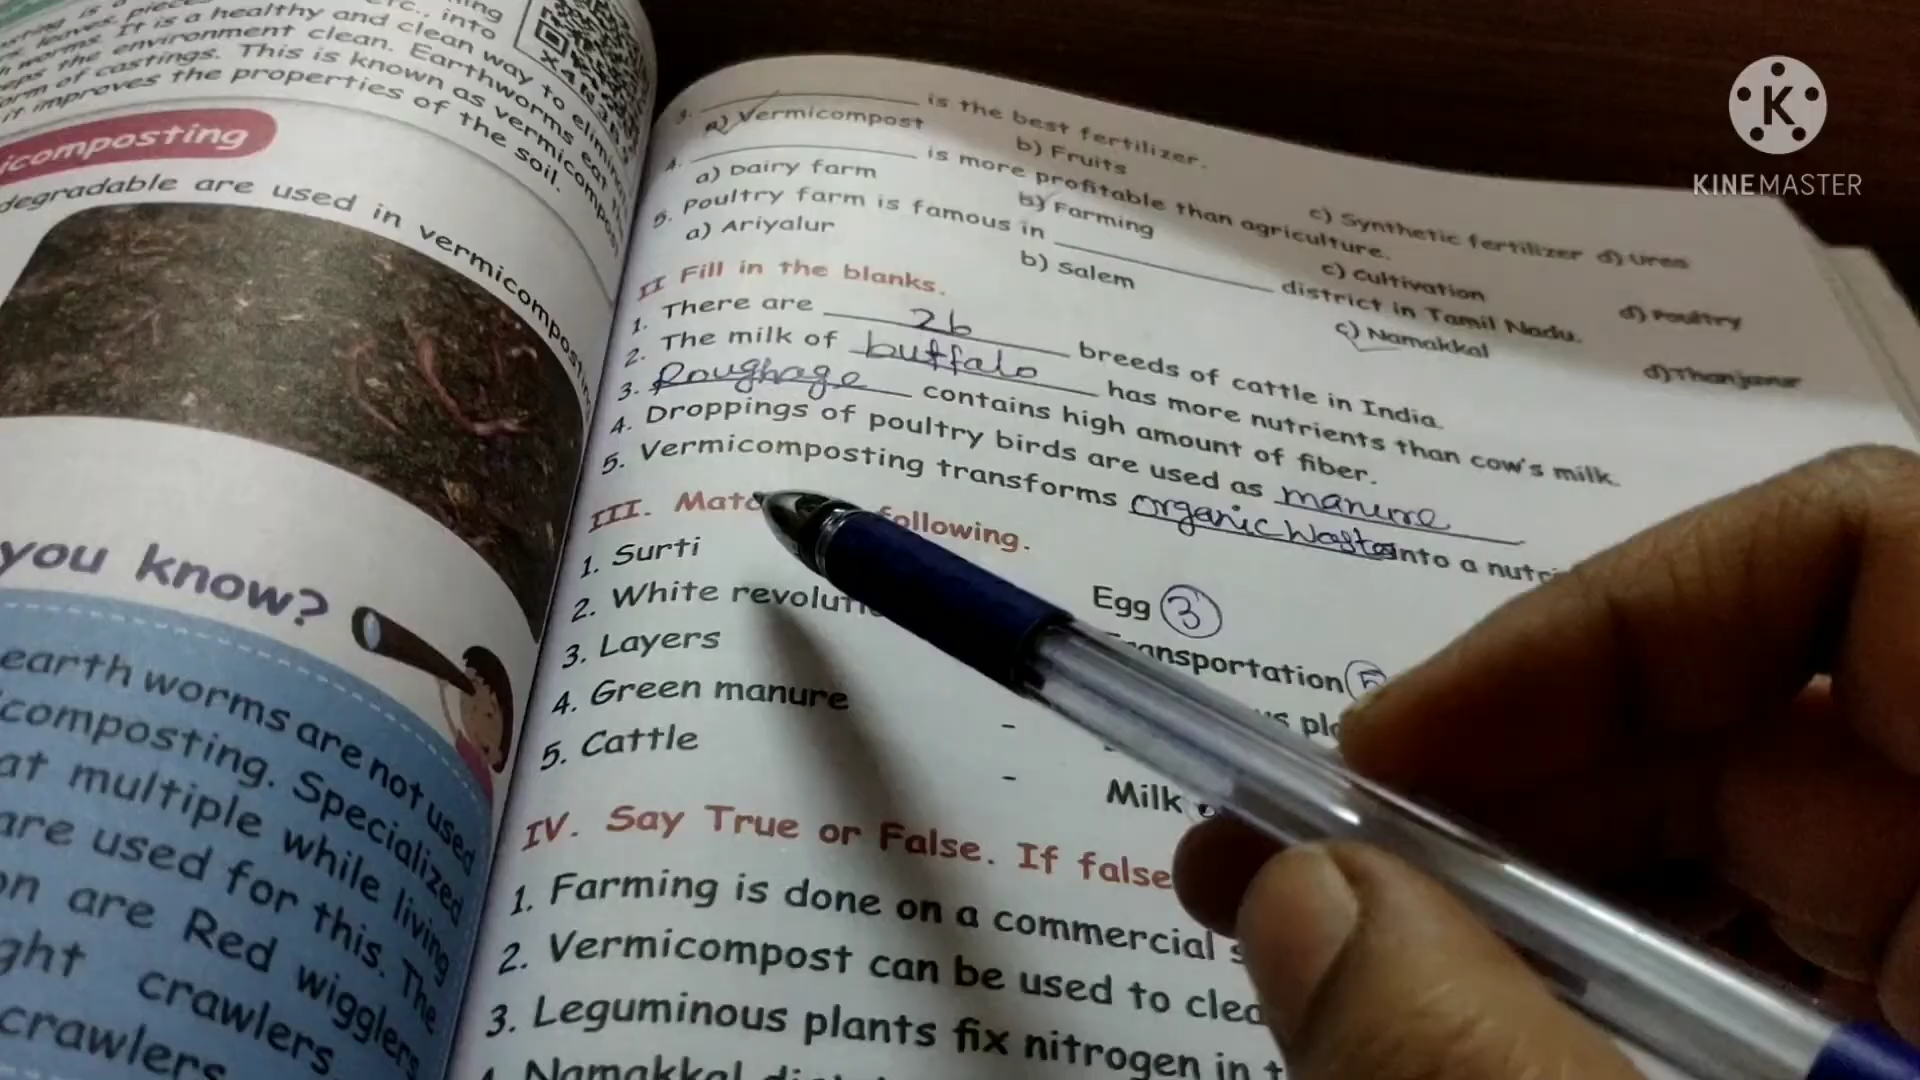 etc., into
It is a healthy and clean way to
the environment clean. Earthworms eat
form of castings. This is known as vermicompost
it improves the properties of the soil.
icomposting
degradable are used in vermicomposting
you know?
earth worms are not used
composting. Specialized
at multiple while living
are used for this. The
on are Red wigglers
ght crawlers
crawlers
KINEMASTER
3. is the best fertilizer.
a) Vermicompost b) Fruits c) Synthetic fertilizer d) Urea
4. is more profitable than agriculture.
a) Dairy farm b) Farming c) Cultivation d) Poultry
5. Poultry farm is famous in district in Tamil Nadu.
a) Ariyalur b) Salem c) Namakkal d) Thanjavur
II Fill in the blanks.
1. There are 26 breeds of cattle in India.
2. The milk of buffalo has more nutrients than cow's milk.
3. Roughage contains high amount of fiber.
4. Droppings of poultry birds are used as manure
5. Vermicomposting transforms organic wastes into a nutr
III. following.
1. Surti
Egg 3
2. White
3. Layers
4. Green manure
5. Cattle
Milk
IV. Say True or False. If false
1. Farming is done on a commercial
2. Vermicompost can be used to
3. Leguminous plants fix nitrogen in
Namakkal